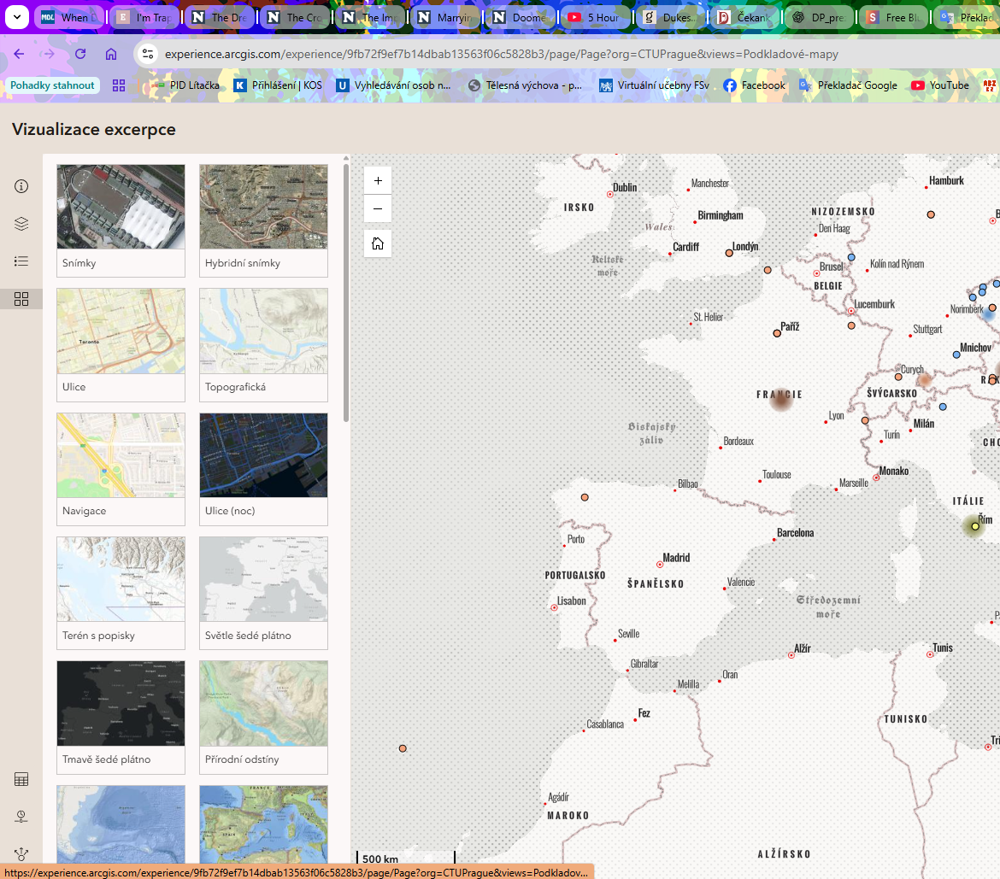 When D
I'm Trap
The Dre
The Cro
The Imp
Marryin
Doome
5 Hour
Dukes
Čekank
DP_pre
Free Bl
Překlad
experience.arcgis.com/experience/9fb72f9ef7b14dbab13563f06c5828b3/page/Page?org=CTUPrague&views=Podkladové-mapy
Pohadky stahnout
PID Lítačka
Přihlášení | KOS
Vyhledávání osob n...
Tělesná výchova - p...
Virtuální učebny FSv
Facebook
Překladač Google
YouTube
Vizualizace excerpce
Snímky
Hybridní snímky
Toronto
Ulice
Topografická
Navigace
Ulice (noc)
Terén s popisky
Světle šedé plátno
Tmavě šedé plátno
Přírodní odstíny
+
−
Dublin
Manchester
Hamburk
IRSKO
Birmingham
NIZOZEMSKO
Wales
Den Haag
Cardiff
Londýn
Keltské
moře
Brusel
Kolín nad Rýnem
BELGIE
Lucemburk
Norimberk
St. Helier
Paříž
Stuttgart
Mnichov
Curych
FRANCIE
ŠVÝCARSKO
Lyon
Milán
Biskajský
záliv
Turín
Bordeaux
CHO
Toulouse
Monako
Bilbao
Marseille
ITÁLIE
Řím
Barcelona
Porto
Madrid
PORTUGALSKO
ŠPANĚLSKO
Valencie
Lisabon
Středozemní
moře
Seville
Alžír
Tunis
Gibraltar
Oran
Melilla
Fez
TUNISKO
Casablanca
Tri
Agádír
MAROKO
ALŽÍRSKO
500 km
https://experience.arcgis.com/experience/9fb72f9ef7b14dbab13563f06c5828b3/page/Page?org=CTUPrague&views=Podkladov...